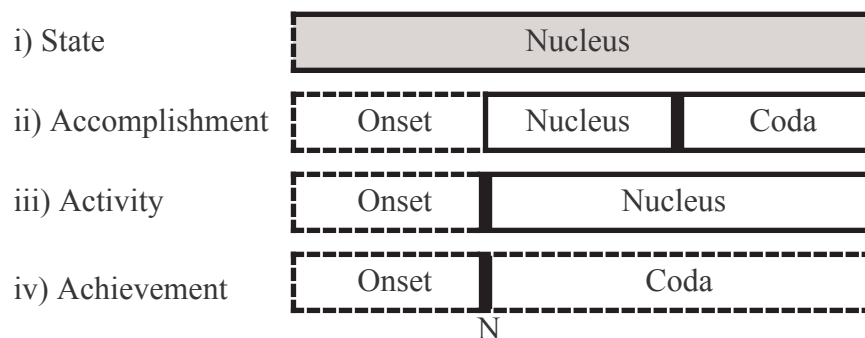 i) State Nucleus
ii) Accomplishment Onset Nucleus Coda
iii) Activity Onset Nucleus
iv) Achievement Onset Coda
N